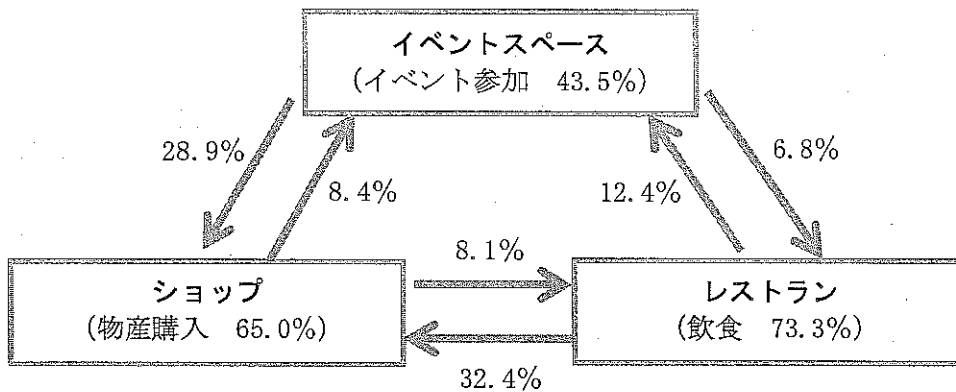 イベントスペース
(イベント参加　43.5%)
28.9%
8.4%
12.4%
6.8%
ショップ
(物産購入　65.0%)
8.1%
32.4%
レストラン
(飲食　73.3%)